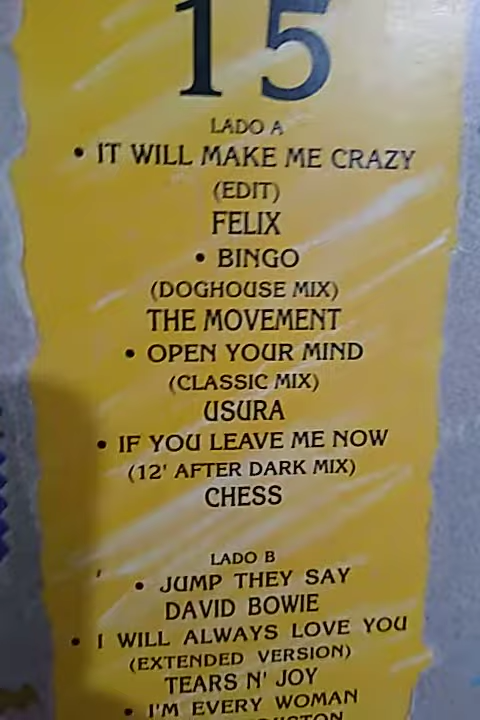 15
LADO A
• IT WILL MAKE ME CRAZY
(EDIT)
FELIX
• BINGO
(DOGHOUSE MIX)
THE MOVEMENT
• OPEN YOUR MIND
(CLASSIC MIX)
USURA
• IF YOU LEAVE ME NOW
(12' AFTER DARK MIX)
CHESS
LADO B
• JUMP THEY SAY
DAVID BOWIE
• I WILL ALWAYS LOVE YOU
(EXTENDED VERSION)
TEARS N' JOY
• I'M EVERY WOMAN